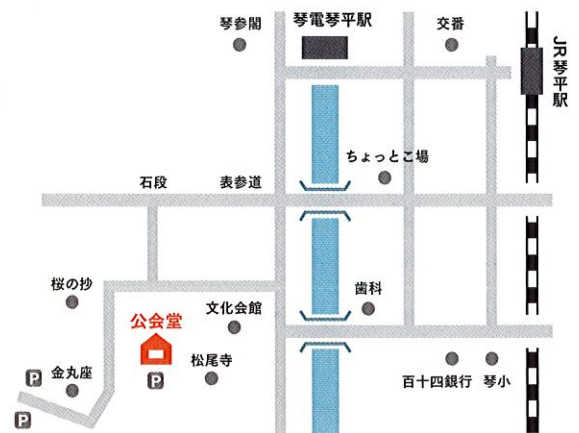 琴参閣
琴電琴平駅
交番
JR琴平駅
ちょっとこ場
石段
表参道
桜の抄
歯科
文化会館
公会堂
松尾寺
金丸座
P
P
P
百十四銀行
琴小